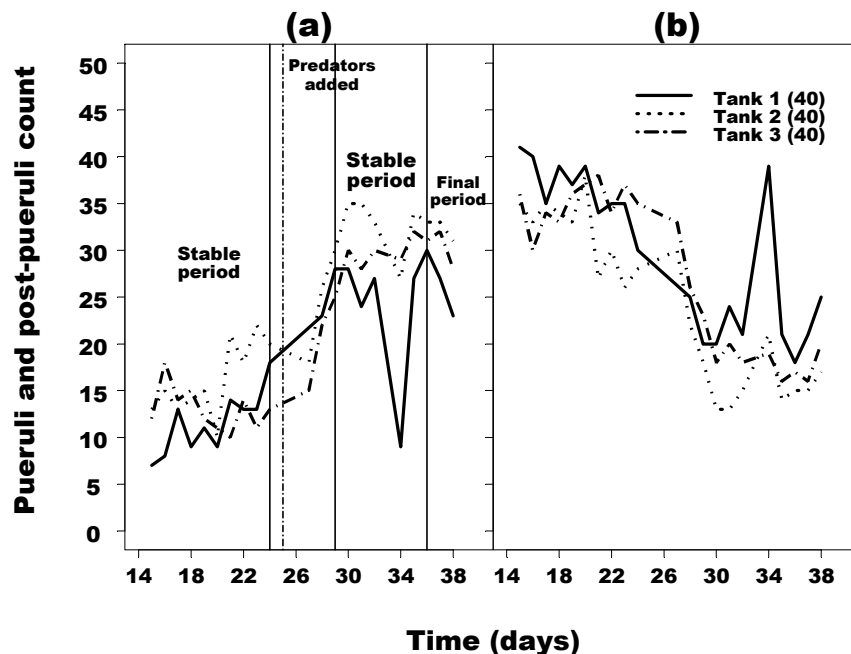 (a)
(b)
Pueruli and post-pueruli count
50
45
40
35
30
25
20
15
10
5
0
Predators
added
Stable
period
Stable
period
Final
period
Tank 1 (40)
Tank 2 (40)
Tank 3 (40)
14 18 22 26 30 34 38
14 18 22 26 30 34 38
Time (days)